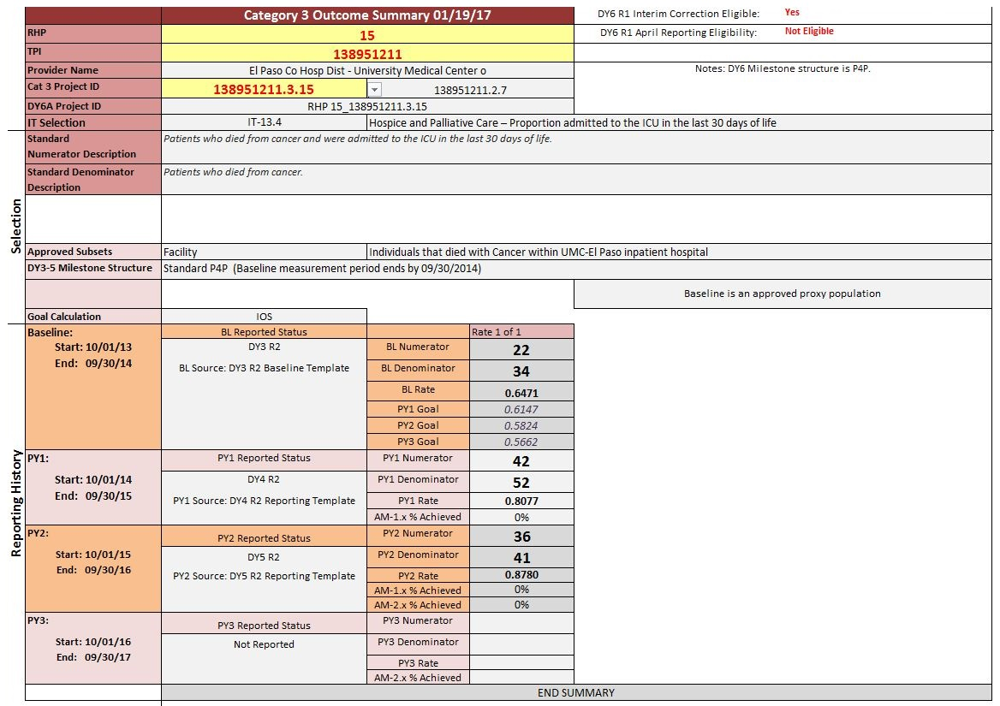 Category 3 Outcome Summary 01/19/17
DY6 R1 Interim Correction Eligible: Yes
RHP 15
DY6 R1 April Reporting Eligibility: Not Eligible
TPI 138951211
Provider Name El Paso Co Hosp Dist - University Medical Center o
Notes: DY6 Milestone structure is P4P.
Cat 3 Project ID 138951211.3.15 138951211.2.7
DY6A Project ID RHP 15_138951211.3.15
IT Selection IT-13.4 Hospice and Palliative Care – Proportion admitted to the ICU in the last 30 days of life
Selection
Standard
Numerator Description
Patients who died from cancer and were admitted to the ICU in the last 30 days of life.
Standard Denominator
Description
Patients who died from cancer.
Approved Subsets Facility Individuals that died with Cancer within UMC-El Paso inpatient hospital
DY3-5 Milestone Structure Standard P4P (Baseline measurement period ends by 09/30/2014)
Baseline is an approved proxy population
Goal Calculation IOS
Reporting History
Baseline: BL Reported Status Rate 1 of 1
Start: 10/01/13 DY3 R2 BL Numerator 22
End: 09/30/14 BL Source: DY3 R2 Baseline Template BL Denominator 34
BL Rate 0.6471
PY1 Goal 0.6147
PY2 Goal 0.5824
PY3 Goal 0.5662
PY1: PY1 Reported Status PY1 Numerator 42
Start: 10/01/14 DY4 R2 PY1 Denominator 52
End: 09/30/15 PY1 Source: DY4 R2 Reporting Template PY1 Rate 0.8077
AM-1.x % Achieved 0%
PY2: PY2 Reported Status PY2 Numerator 36
Start: 10/01/15 DY5 R2 PY2 Denominator 41
End: 09/30/16 PY2 Source: DY5 R2 Reporting Template PY2 Rate 0.8780
AM-1.x % Achieved 0%
AM-2.x % Achieved 0%
PY3: PY3 Reported Status PY3 Numerator
Start: 10/01/16 Not Reported PY3 Denominator
End: 09/30/17 PY3 Rate
AM-2.x % Achieved
END SUMMARY